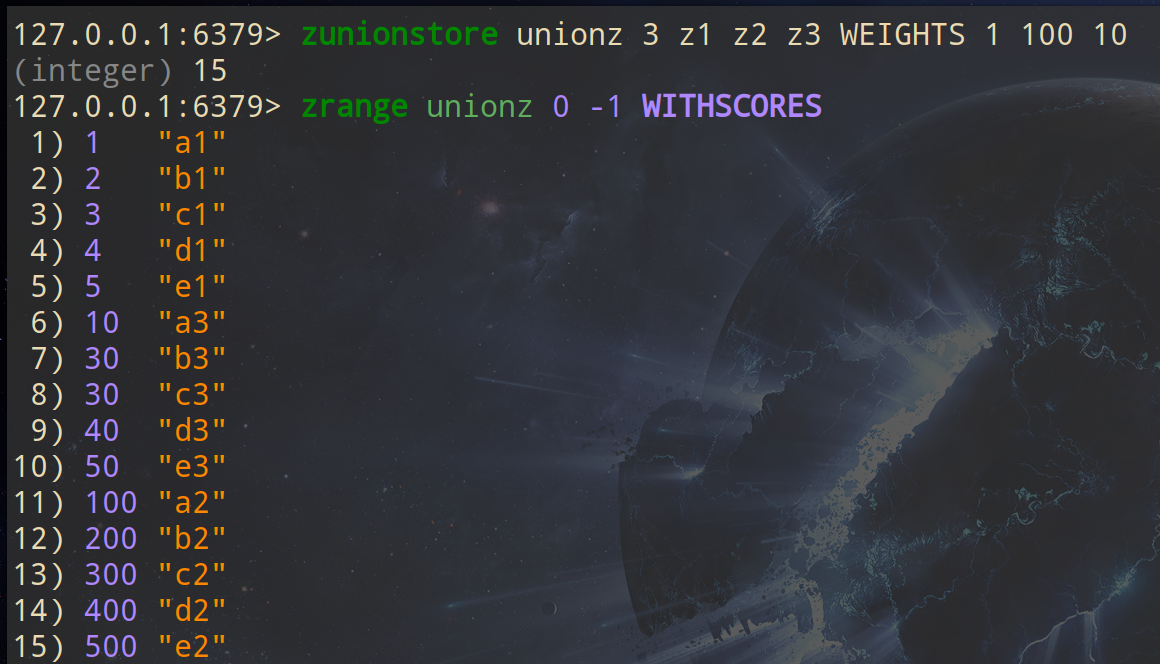 127.0.0.1:6379> zunionstore unionz 3 z1 z2 z3 WEIGHTS 1 100 10
(integer) 15
127.0.0.1:6379> zrange unionz 0 -1 WITHSCORES
1) 1 "a1"
2) 2 "b1"
3) 3 "c1"
4) 4 "d1"
5) 5 "e1"
6) 10 "a3"
7) 30 "b3"
8) 30 "c3"
9) 40 "d3"
10) 50 "e3"
11) 100 "a2"
12) 200 "b2"
13) 300 "c2"
14) 400 "d2"
15) 500 "e2"